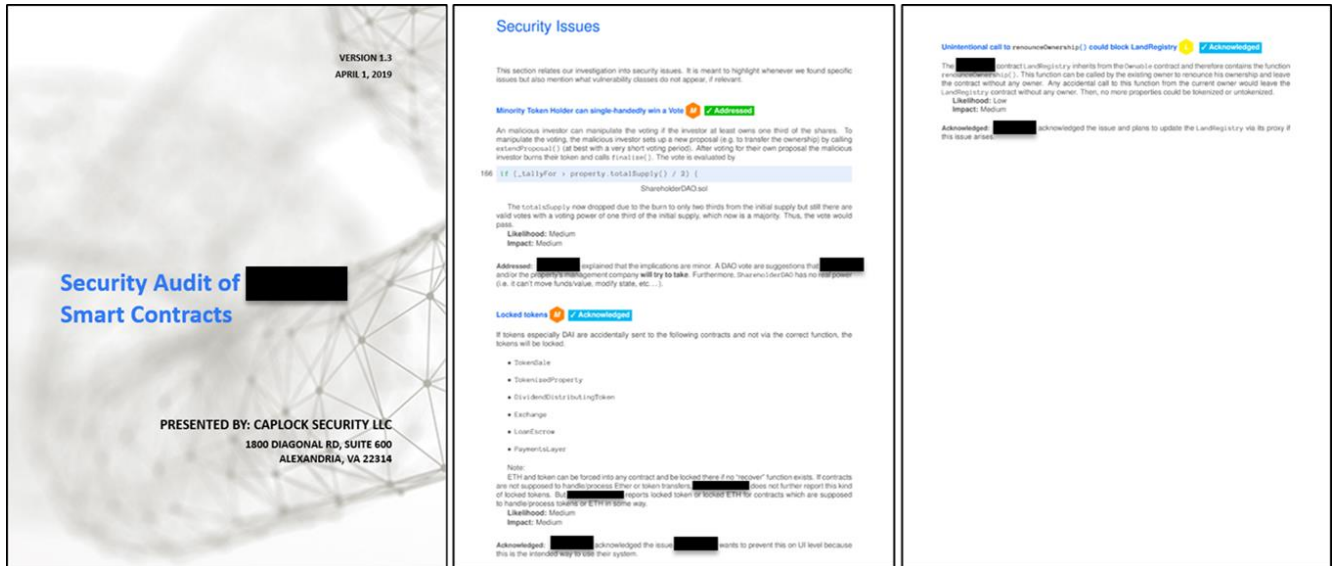 VERSION 1.3
APRIL 1, 2019
Security Audit of
Smart Contracts
PRESENTED BY: CAPLOCK SECURITY LLC
1800 DIAGONAL RD, SUITE 600
ALEXANDRIA, VA 22314
Security Issues
This section relates our investigation into security issues. It is meant to highlight whenever we found specific
issues but also mention what vulnerability classes do not appear, if relevant.
Minority Token Holder can single-handedly win a Vote M ✓ Addressed
An malicious investor can manipulate the voting if the investor at least owns one third of the shares. To
manipulate the voting, the malicious investor sets up a new proposal (e.g. to transfer the ownership) by calling
extendProposal() (at best with a very short voting period). After voting for their own proposal the malicious
investor burns their token and calls finalise(). The vote is evaluated by
166 if (_tallyFor > property.totalSupply() / 2) {
ShareholderDAO.sol
The totalsSupply now dropped due to the burn to only two thirds from the initial supply but still there are
valid votes with a voting power of one third of the initial supply, which now is a majority. Thus, the vote would
pass.
Likelihood: Medium
Impact: Medium
Addressed: explained that the implications are minor. A DAO vote are suggestions that
and/or the property's management company will try to take. Furthermore, ShareholderDAO has no real power
(i.e. it can't move funds/value, modify state, etc. ...).
Locked tokens M ✓ Acknowledged
If tokens especially DAI are accidentally sent to the following contracts and not via the correct function, the
tokens will be locked.
• TokenSale
• TokenizedProperty
• DividendDistributingToken
• Exchange
• LoanEscrow
• PaymentsLayer
Note:
ETH and token can be forced into any contract and be locked there if no "recover" function exists. If contracts
are not supposed to handle/process Ether or token transfers, does not further report this kind
of locked tokens. But reports locked token or locked ETH for contracts which are supposed
to handle/process tokens or ETH in some way.
Likelihood: Medium
Impact: Medium
Acknowledged: acknowledged the issue wants to prevent this on UI level because
this is the intended way to use their system.
Unintentional call to renounceOwnership() could block LandRegistry L ✓ Acknowledged
The contract LandRegistry inherits from the Ownable contract and therefore contains the function
renounceOwnership(). This function can be called by the existing owner to renounce his ownership and leave
the contract without any owner. Any accidental call to this function from the current owner would leave the
LandRegistry contract without any owner. Then, no more properties could be tokenized or untokenized.
Likelihood: Low
Impact: Medium
Acknowledged: acknowledged the issue and plans to update the LandRegistry via its proxy if
this issue arises.